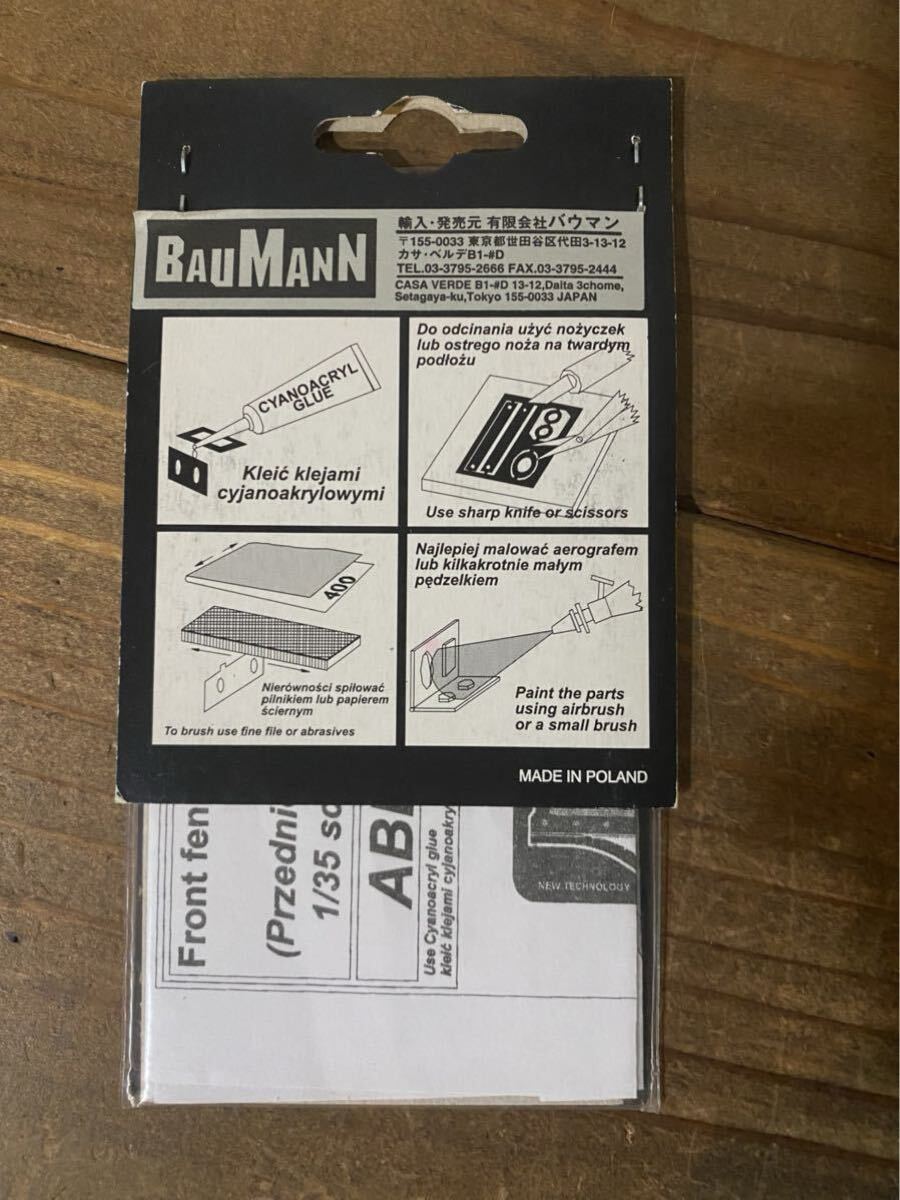 BAUMANN
輸入・発売元 有限会社バウマン
〒155-0033 東京都世田谷区代田3-13-12
カサ・ベルデB1-#D
TEL.03-3795-2666 FAX.03-3795-2444
CASA VERDE B1-#D 13-12,Daita 3chome,
Setagaya-ku,Tokyo 155-0033 JAPAN
CYANOACRYL
GLUE
Kleić klejami
cyjanoakrylowymi
Do odcinania użyć nożyczek
lub ostrego noża na twardym
podłożu
Use sharp knife or scissors
400
Nierówności spiłować
pilnikiem lub papierem
ściernym
To brush use fine file or abrasives
Najlepiej malować aerografem
lub kilkakrotnie małym
pędzelkiem
Paint the parts
using airbrush
or a small brush
MADE IN POLAND
Front fen
(Przedni
1/35 sc
AB
Use Cyanoacryl glue
kleić klejami cyjanoakry
NEW TECHNOLOGY